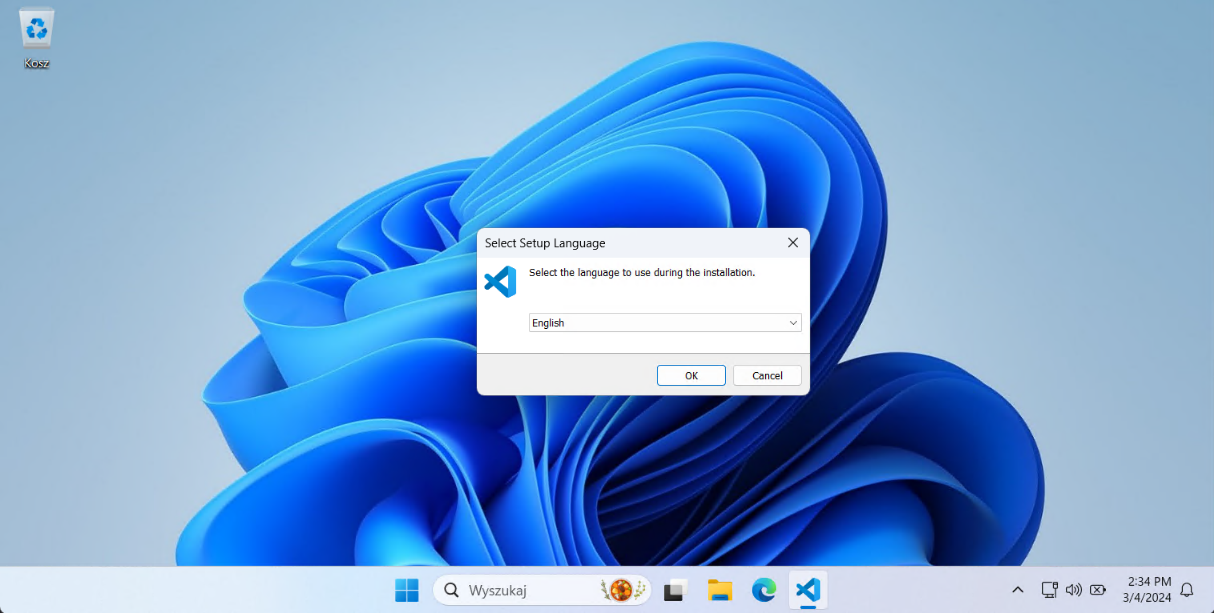 Kosz
Select Setup Language
Select the language to use during the installation.
English
OK
Cancel
Wyszukaj
2:34 PM
3/4/2024